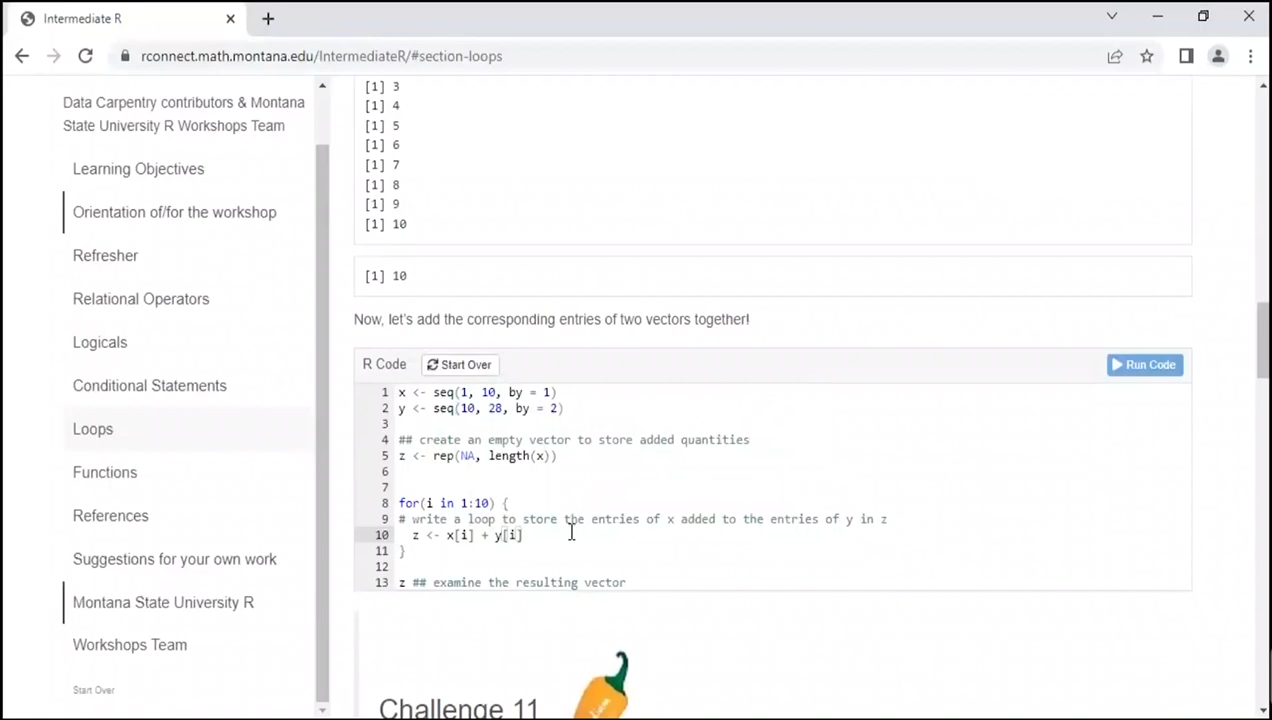 Intermediate R
rconnect.math.montana.edu/IntermediateR/#section-loops
Data Carpentry contributors & Montana
State University R Workshops Team
Learning Objectives
Orientation of/for the workshop
Refresher
Relational Operators
Logicals
Conditional Statements
Loops
Functions
References
Suggestions for your own work
Montana State University R
Workshops Team
Start Over
[1] 3
[1] 4
[1] 5
[1] 6
[1] 7
[1] 8
[1] 9
[1] 10
[1] 10
Now, let's add the corresponding entries of two vectors together!
R Code Start Over Run Code
1 x <- seq(1, 10, by = 1)
2 y <- seq(10, 28, by = 2)
3
4 ## create an empty vector to store added quantities
5 z <- rep(NA, length(x))
6
7
8 for(i in 1:10) {
9 # write a loop to store the entries of x added to the entries of y in z
10 z <- x[i] + y[i]
11 }
12
13 z ## examine the resulting vector
Challenge 11